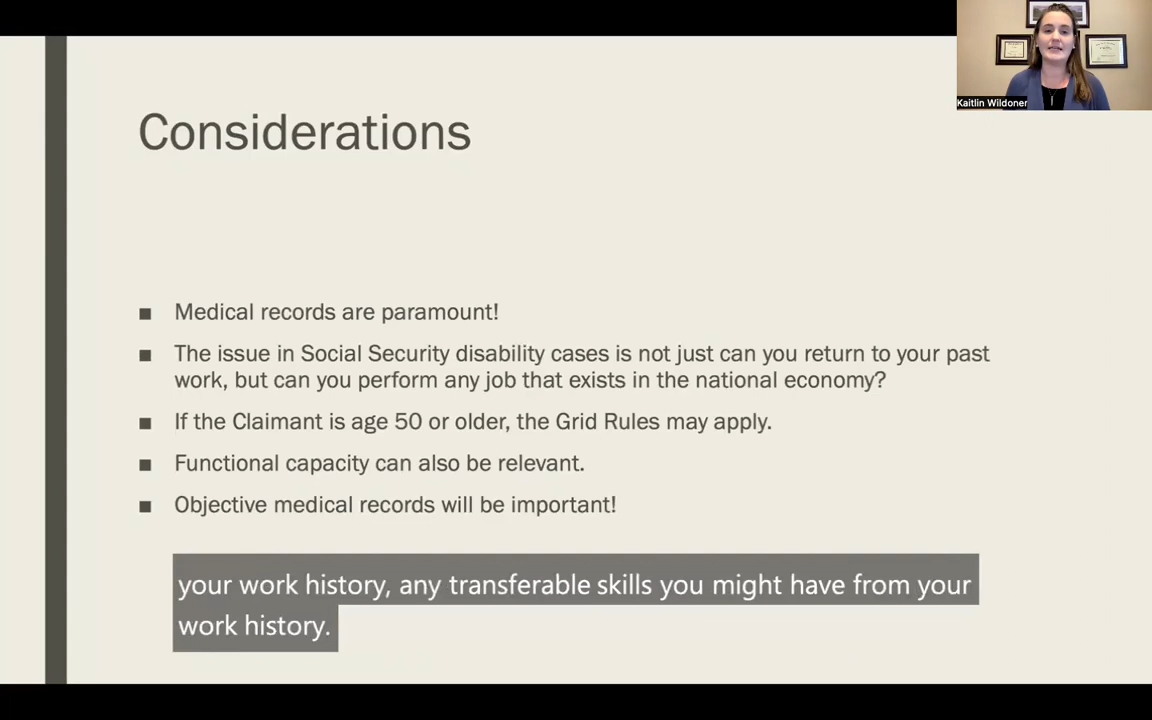 Kaitlin Wildoner
Considerations
■ Medical records are paramount!
■ The issue in Social Security disability cases is not just can you return to your past
work, but can you perform any job that exists in the national economy?
■ If the Claimant is age 50 or older, the Grid Rules may apply.
■ Functional capacity can also be relevant.
■ Objective medical records will be important!
your work history, any transferable skills you might have from your
work history.